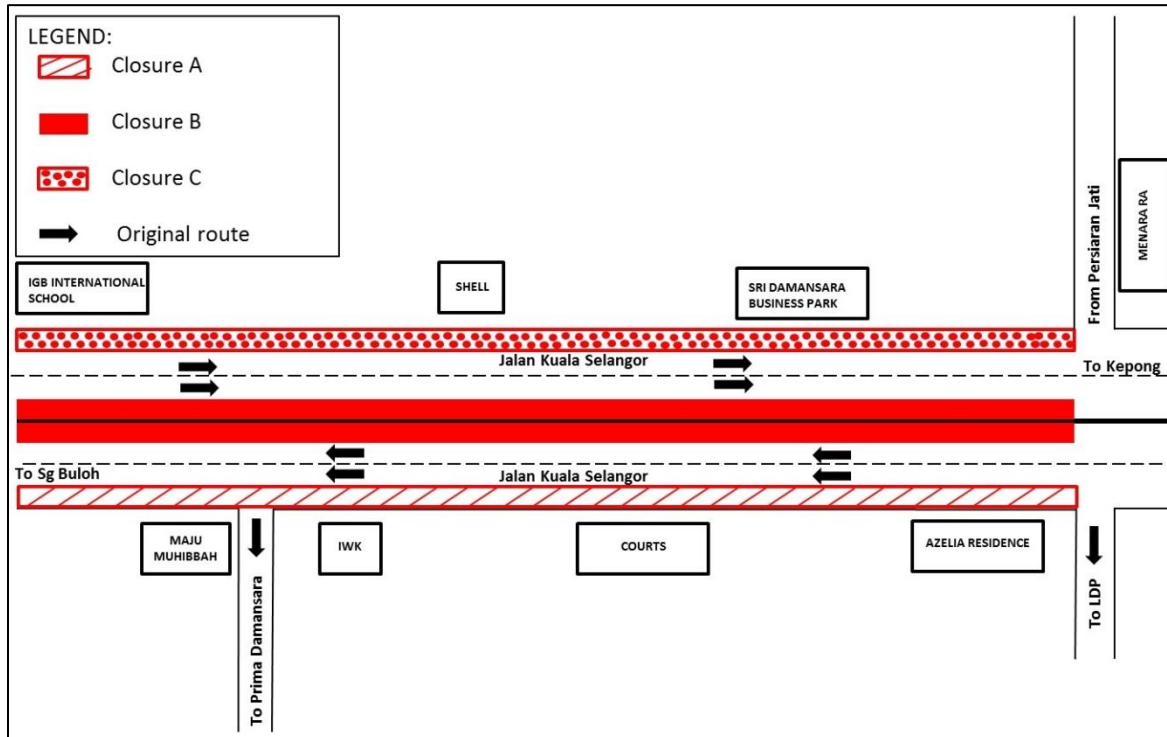 LEGEND:
Closure A
Closure B
Closure C
Original route
IGB INTERNATIONAL
SCHOOL
SHELL
SRI DAMANSARA
BUSINESS PARK
From Persiaran Jati
MENARA RA
Jalan Kuala Selangor
To Kepong
To Sg Buloh
Jalan Kuala Selangor
MAJU
MUHIBBAH
IWK
COURTS
AZELIA RESIDENCE
To Prima Damansara
To LDP